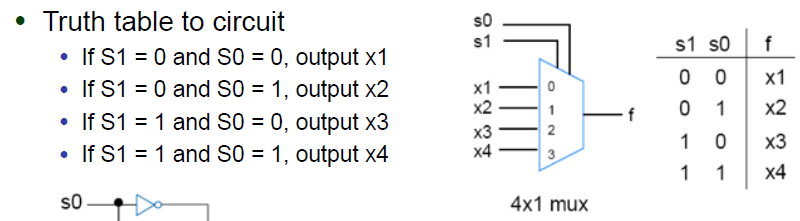 Truth table to circuit
If S1 = 0 and S0 = 0, output x1
If S1 = 0 and S0 = 1, output x2
If S1 = 1 and S0 = 0, output x3
If S1 = 1 and S0 = 1, output x4
s0
s0
s1
x1
x2
x3
x4
0
1
2
3
f
4x1 mux
s1 s0 f
0 0 x1
0 1 x2
1 0 x3
1 1 x4